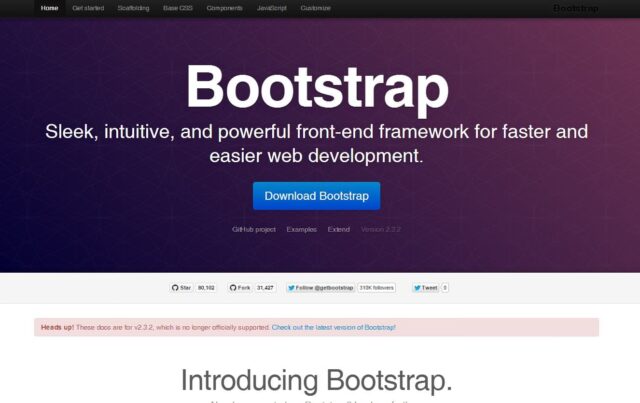 Home Get started Scaffolding Base CSS Components JavaScript Customize Bootstrap
Bootstrap
Sleek, intuitive, and powerful front-end framework for faster and
easier web development.
Download Bootstrap
GitHub project Examples Extend Version 2.3.2
Star 80,102 Fork 31,427 Follow @getbootstrap 310K followers Tweet 0
Heads up! These docs are for v2.3.2, which is no longer officially supported. Check out the latest version of Bootstrap!
Introducing Bootstrap.